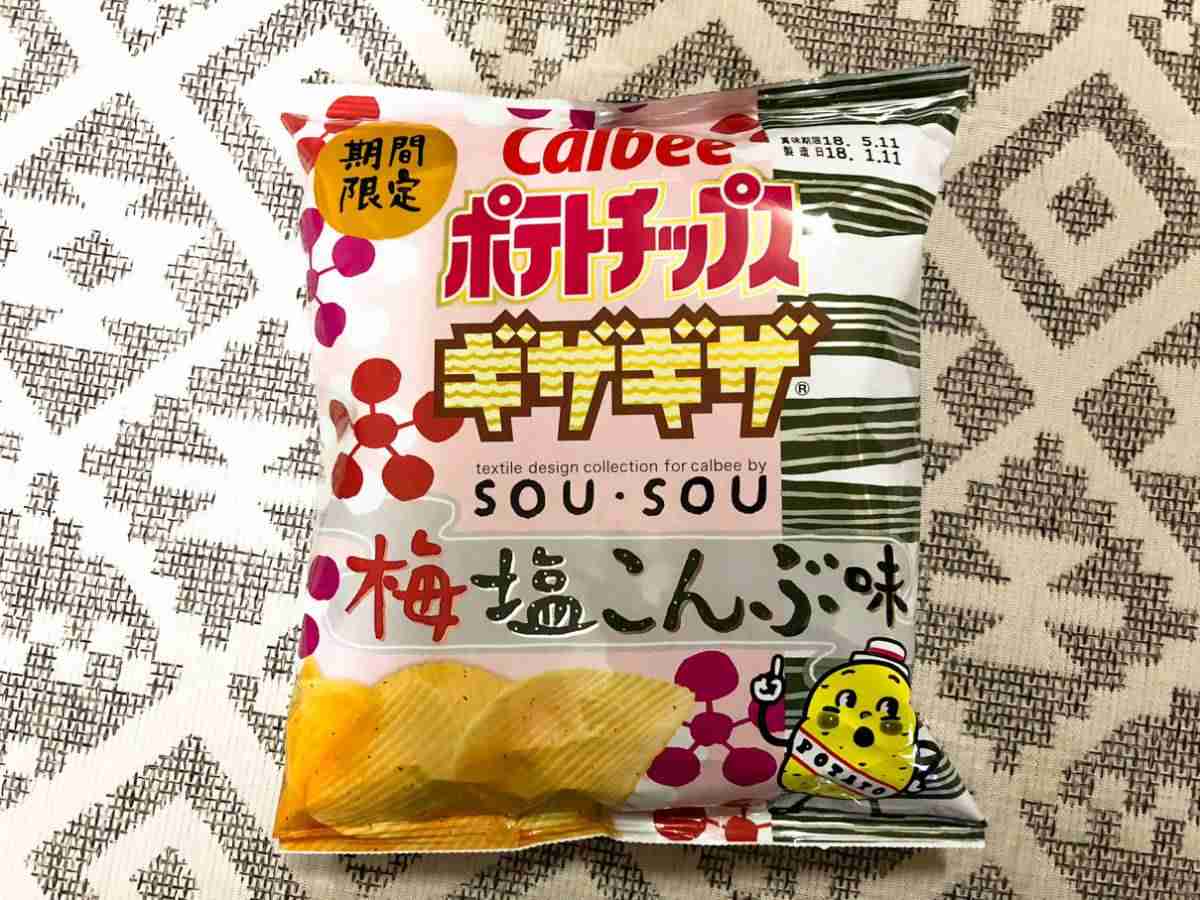 期間
限定
Calbee
賞味期限18. 5.11
製造日18. 1.11
ポテトチップス
ギザギザ®
textile design collection for calbee by
SOU・SOU
梅塩こんぶ味
POTATO